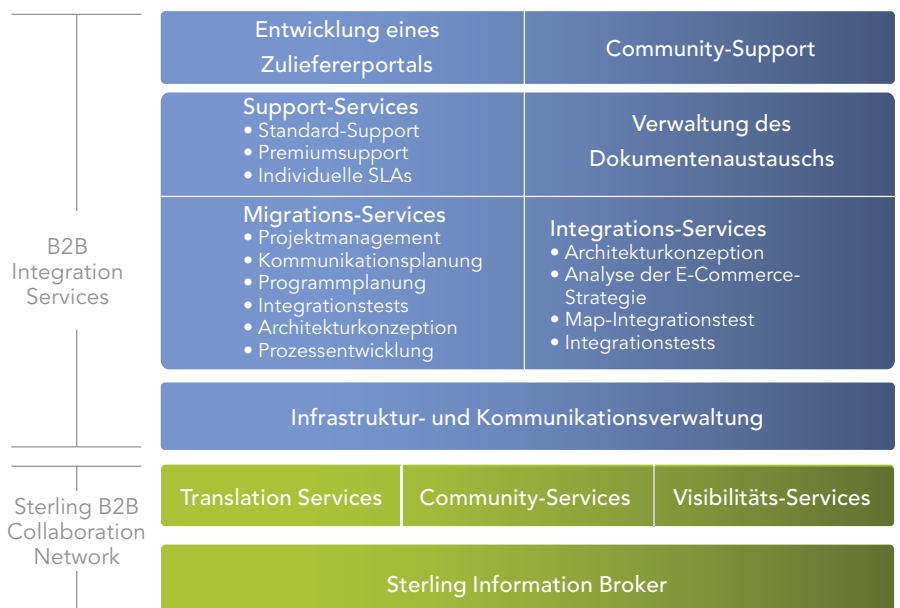 Entwicklung eines
Zuliefererportals
Community-Support
Support-Services
• Standard-Support
• Premiumsupport
• Individuelle SLAs
Verwaltung des
Dokumentenaustauschs
B2B
Integration
Services
Migrations-Services
• Projektmanagement
• Kommunikationsplanung
• Programmplanung
• Integrationstests
• Architekturkonzeption
• Prozessentwicklung
Integrations-Services
• Architekturkonzeption
• Analyse der E-Commerce-
Strategie
• Map-Integrationstest
• Integrationstests
Infrastruktur- und Kommunikationsverwaltung
Sterling B2B
Collaboration
Network
Translation Services
Community-Services
Visibilitäts-Services
Sterling Information Broker